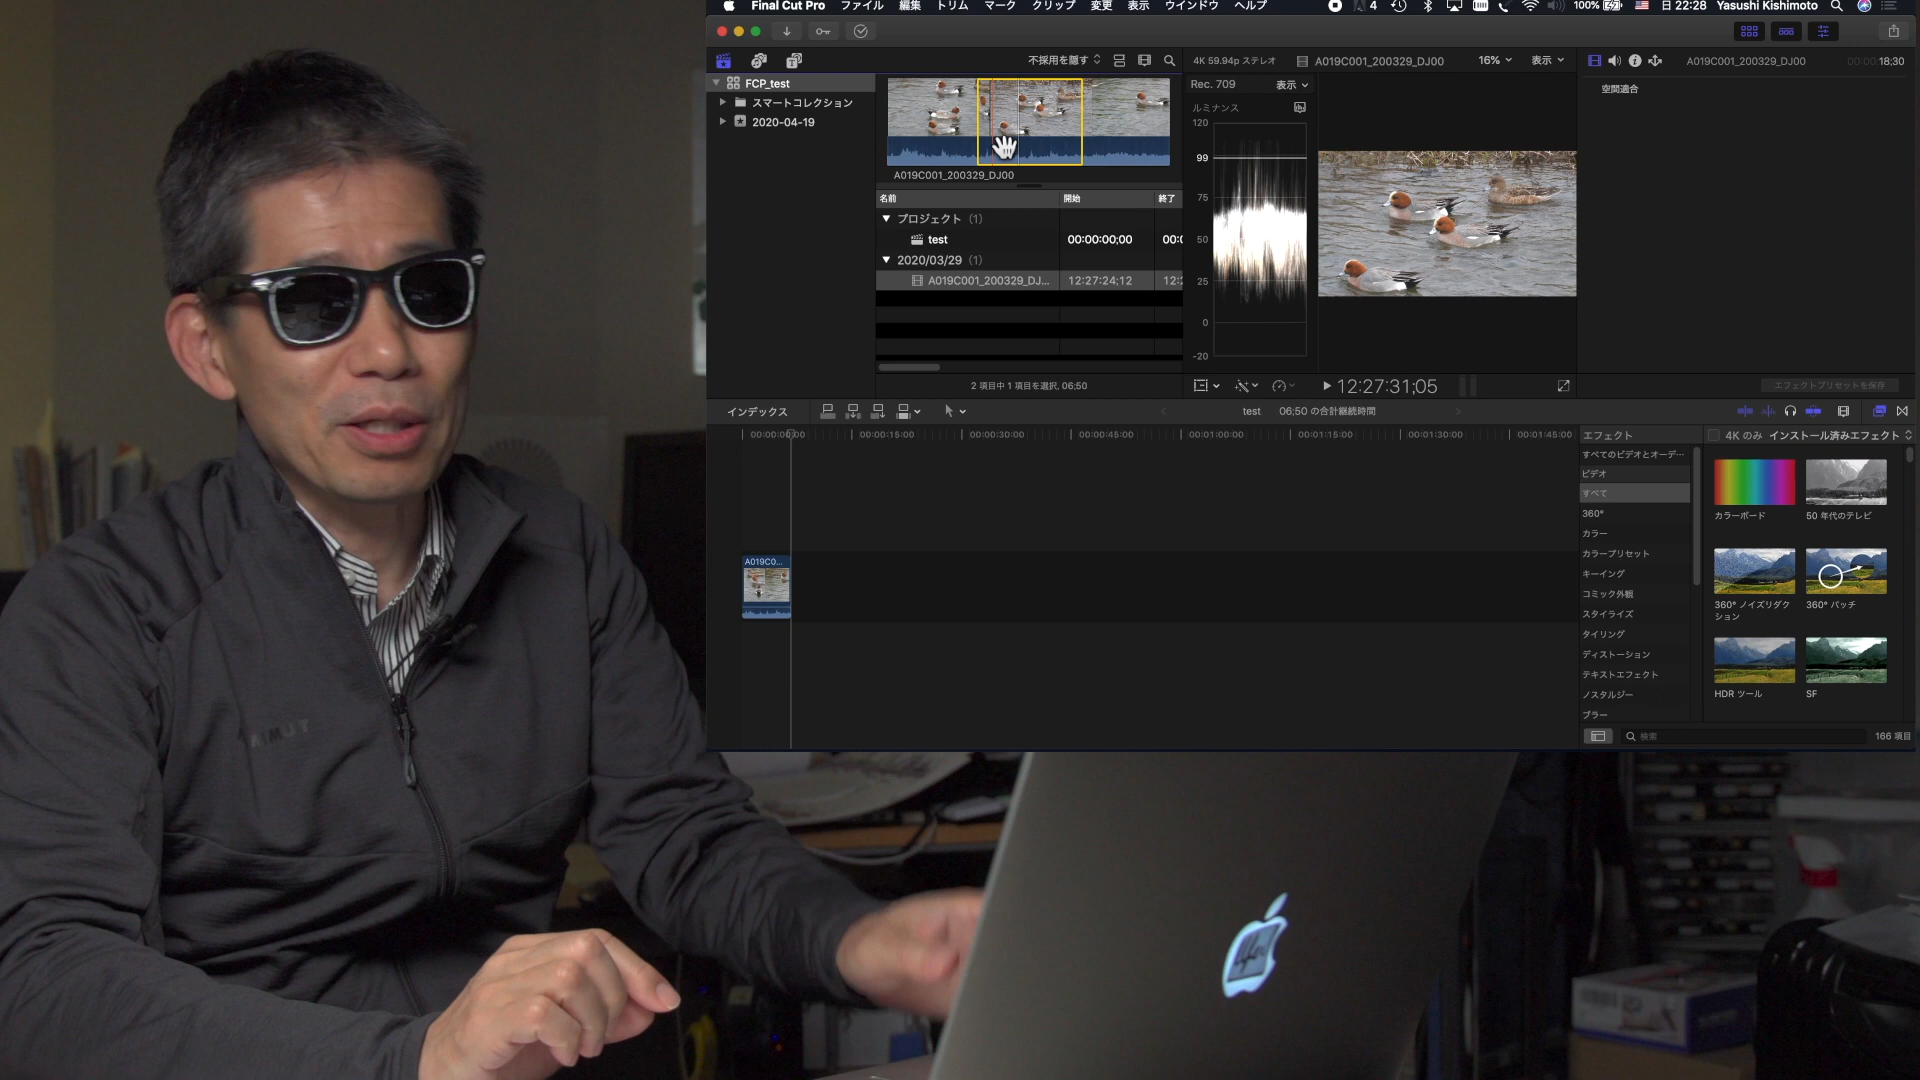 Final Cut Pro ファイル 編集 トリム マーク クリップ 変更 表示 ウインドウ ヘルプ 4 100% 日 22:28 Yasushi Kishimoto
不採用を隠す
4K 59.94p ステレオ
A019C001_200329_DJ00
16%
表示
A019C001_200329_DJ00
18:30
FCP_test
スマートコレクション
2020-04-19
A019C001_200329_DJ00
Rec. 709
表示
ルミナンス
120
99
75
50
25
0
-20
空間適合
名前 開始 終了
プロジェクト (1)
test 00:00:00;00
2020/03/29 (1)
A019C001_200329_DJ... 12:27:24;12
2 項目中 1 項目を選択, 06:50
12:27:31;05
エフェクトプリセットを保存
インデックス
test 06:50 の合計継続時間
00:00:15:00 00:00:30:00 00:00:45:00 00:01:00:00 00:01:15:00 00:01:30:00 00:01:45:00
A019C0...
エフェクト
4K のみ インストール済みエフェクト
すべてのビデオとオーデ…
ビデオ
すべて
360°
カラー
カラープリセット
キーイング
コミック外観
スタイライズ
タイリング
ディストーション
テキストエフェクト
ノスタルジー
ブラー
カラーボード
50 年代のテレビ
360° ノイズリダクション
360° パッチ
HDR ツール
SF
検索
166 項目